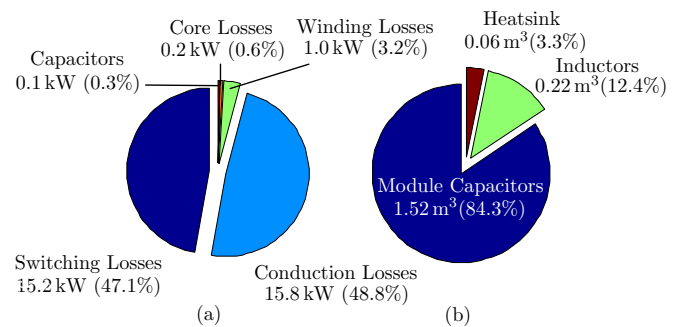 Core Losses
0.2 kW (0.6%)
Winding Losses
1.0 kW (3.2%)
Capacitors
0.1 kW (0.3%)
Switching Losses
15.2 kW (47.1%)
Conduction Losses
15.8 kW (48.8%)
(a)
Heatsink
0.06 m³(3.3%)
Inductors
0.22 m³(12.4%)
Module Capacitors
1.52 m³(84.3%)
(b)